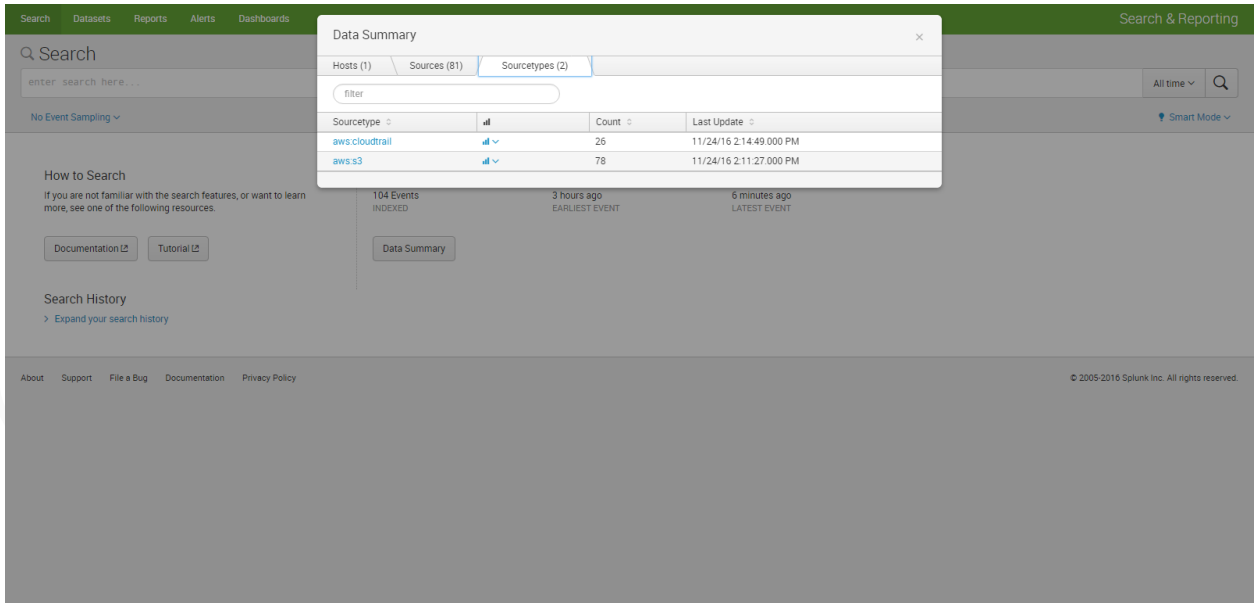 Search Datasets Reports Alerts Dashboards Search & Reporting
Data Summary ×
Search
Hosts (1) Sources (81) Sourcetypes (2)
enter search here... All time
filter
No Event Sampling Smart Mode
Sourcetype Count Last Update
aws:cloudtrail 26 11/24/16 2:14:49.000 PM
aws:s3 78 11/24/16 2:11:27.000 PM
How to Search
If you are not familiar with the search features, or want to learn
more, see one of the following resources.
Documentation Tutorial
104 Events 3 hours ago 6 minutes ago
INDEXED EARLIEST EVENT LATEST EVENT
Data Summary
Search History
> Expand your search history
About Support File a Bug Documentation Privacy Policy © 2005-2016 Splunk Inc. All rights reserved.